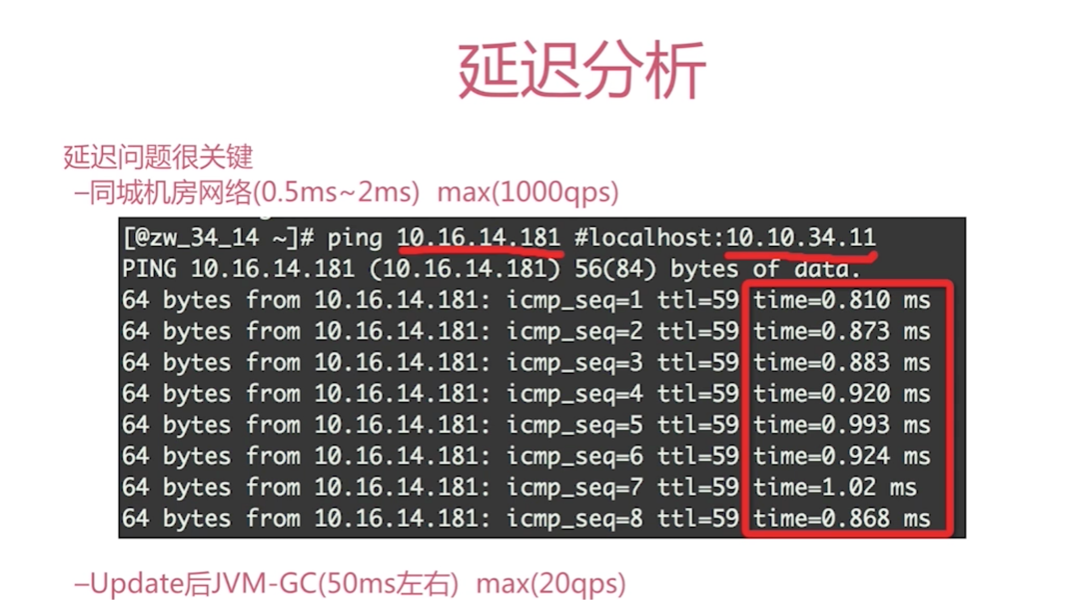 延迟分析
延迟问题很关键
–同城机房网络(0.5ms~2ms) max(1000qps)
[@zw_34_14 ~]# ping 10.16.14.181 #localhost:10.10.34.11
PING 10.16.14.181 (10.16.14.181) 56(84) bytes of data.
64 bytes from 10.16.14.181: icmp_seq=1 ttl=59 time=0.810 ms
64 bytes from 10.16.14.181: icmp_seq=2 ttl=59 time=0.873 ms
64 bytes from 10.16.14.181: icmp_seq=3 ttl=59 time=0.883 ms
64 bytes from 10.16.14.181: icmp_seq=4 ttl=59 time=0.920 ms
64 bytes from 10.16.14.181: icmp_seq=5 ttl=59 time=0.993 ms
64 bytes from 10.16.14.181: icmp_seq=6 ttl=59 time=0.924 ms
64 bytes from 10.16.14.181: icmp_seq=7 ttl=59 time=1.02 ms
64 bytes from 10.16.14.181: icmp_seq=8 ttl=59 time=0.868 ms
–Update后JVM-GC(50ms左右) max(20qps)